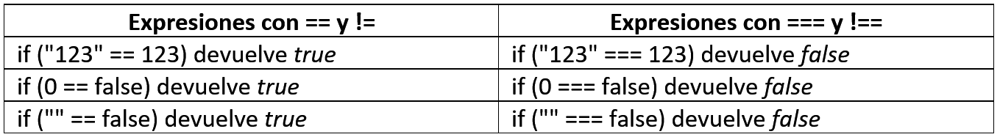 Expresiones con == y != Expresiones con === y !==
if ("123" == 123) devuelve true if ("123" === 123) devuelve false
if (0 == false) devuelve true if (0 === false) devuelve false
if ("" == false) devuelve true if ("" === false) devuelve false